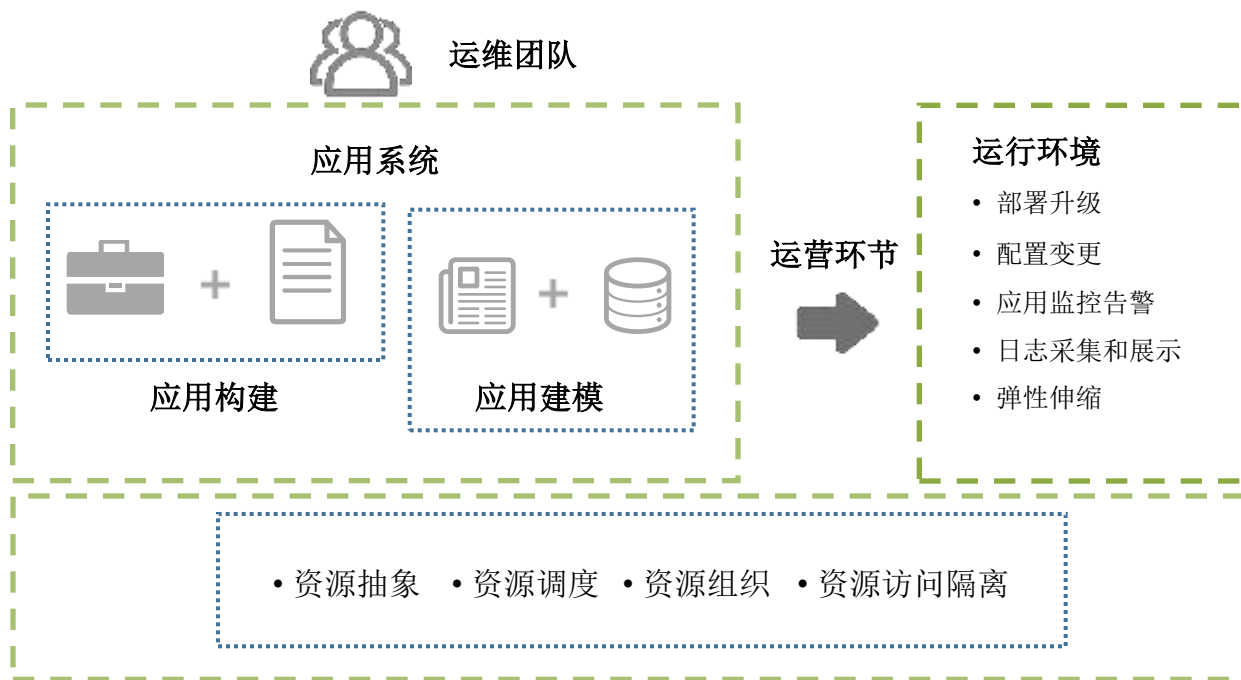 运维团队
应用系统
应用构建
应用建模
运营环节
运行环境
• 部署升级
• 配置变更
• 应用监控告警
• 日志采集和展示
• 弹性伸缩
• 资源抽象 • 资源调度 • 资源组织 • 资源访问隔离